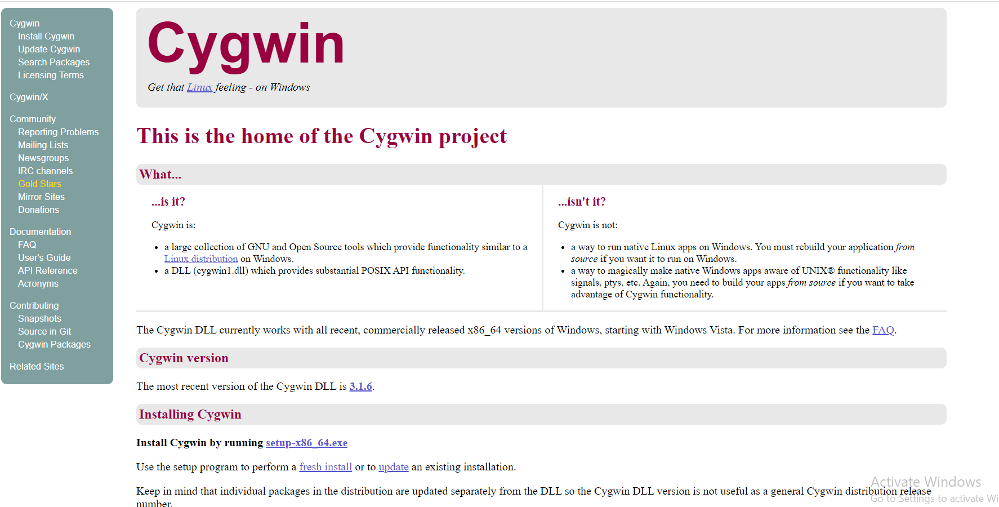 Cygwin
Install Cygwin
Update Cygwin
Search Packages
Licensing Terms
Cygwin/X
Community
Reporting Problems
Mailing Lists
Newsgroups
IRC channels
Gold Stars
Mirror Sites
Donations
Documentation
FAQ
User's Guide
API Reference
Acronyms
Contributing
Snapshots
Source in Git
Cygwin Packages
Related Sites
Cygwin
Get that Linux feeling - on Windows
This is the home of the Cygwin project
What...
...is it?
Cygwin is:
• a large collection of GNU and Open Source tools which provide functionality similar to a
Linux distribution on Windows.
• a DLL (cygwin1.dll) which provides substantial POSIX API functionality.
...isn't it?
Cygwin is not:
• a way to run native Linux apps on Windows. You must rebuild your application from
source if you want it to run on Windows.
• a way to magically make native Windows apps aware of UNIX® functionality like
signals, ptys, etc. Again, you need to build your apps from source if you want to take
advantage of Cygwin functionality.
The Cygwin DLL currently works with all recent, commercially released x86_64 versions of Windows, starting with Windows Vista. For more information see the FAQ.
Cygwin version
The most recent version of the Cygwin DLL is 3.1.6.
Installing Cygwin
Install Cygwin by running setup-x86_64.exe
Use the setup program to perform a fresh install or to update an existing installation.
Keep in mind that individual packages in the distribution are updated separately from the DLL so the Cygwin DLL version is not useful as a general Cygwin distribution release
number.
Activate Windows
Go to Settings to activate Wi